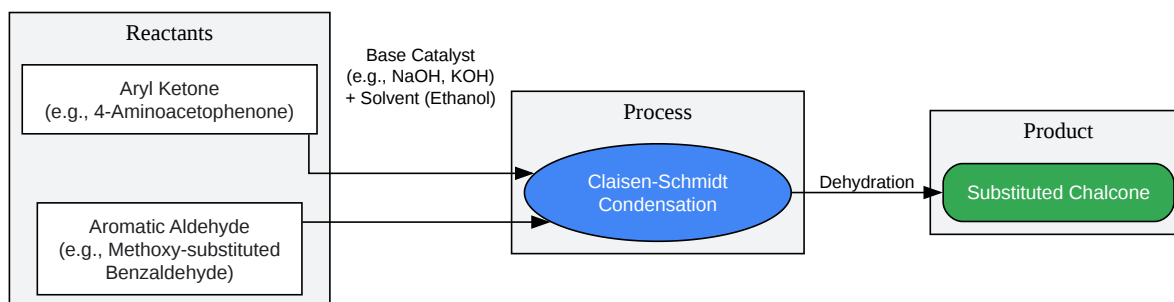 Reactants
Aryl Ketone
(e.g., 4-Aminoacetophenone)
Aromatic Aldehyde
(e.g., Methoxy-substituted
Benzaldehyde)
Base Catalyst
(e.g., NaOH, KOH)
+ Solvent (Ethanol)
Process
Claisen-Schmidt
Condensation
Dehydration
Product
Substituted Chalcone